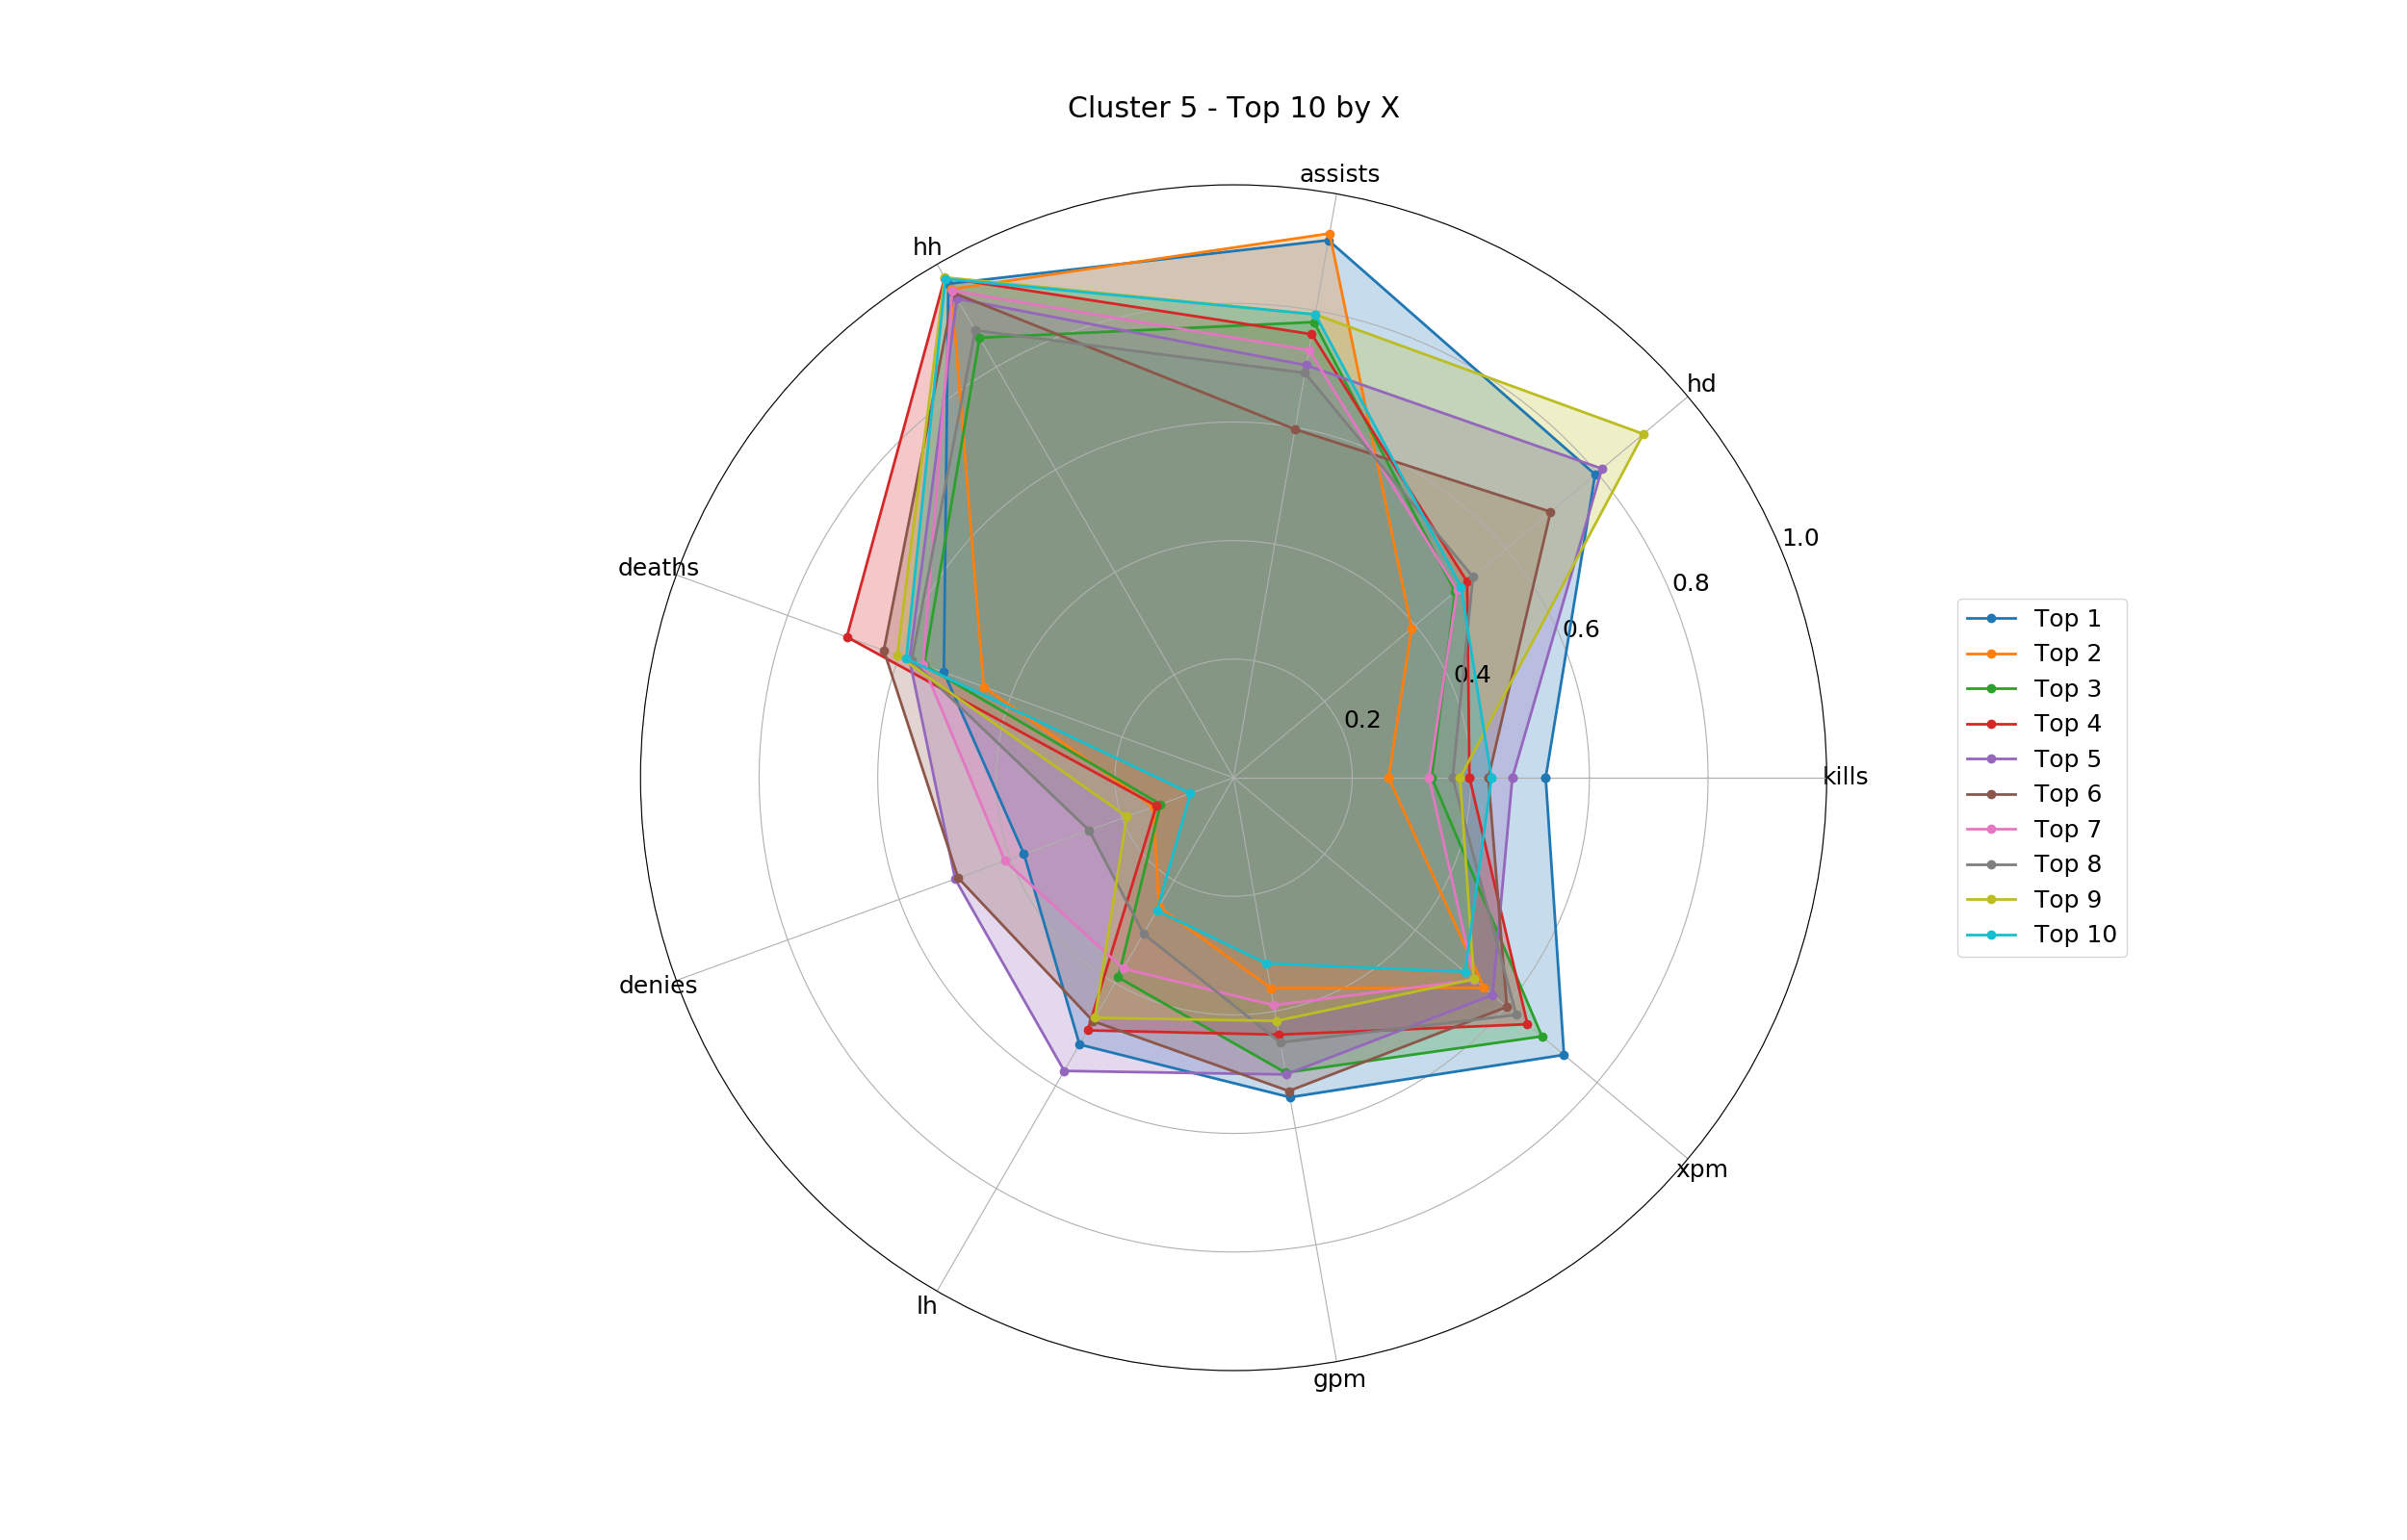 Cluster 5 - Top 10 by X
assists
hh
hd
1.0
deaths
0.8
0.6
0.4
0.2
kills
denies
xpm
lh
gpm
Top 1
Top 2
Top 3
Top 4
Top 5
Top 6
Top 7
Top 8
Top 9
Top 10